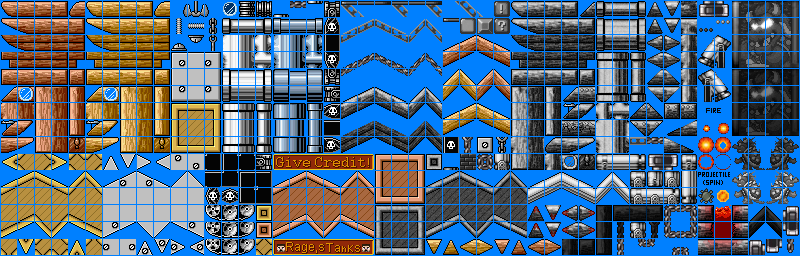 ! ?
FIRE
Give Credit!
PROJECTILE
(SPIN)
Rage,sTanks